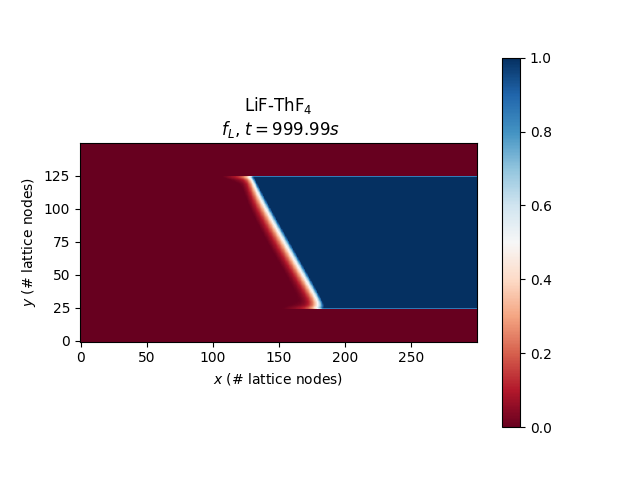 LiF-ThF₄
f_L, t = 999.99s
1.0
0.8
0.6
0.4
0.2
0.0
125
100
75
50
25
0
y (# lattice nodes)
0 50 100 150 200 250
x (# lattice nodes)